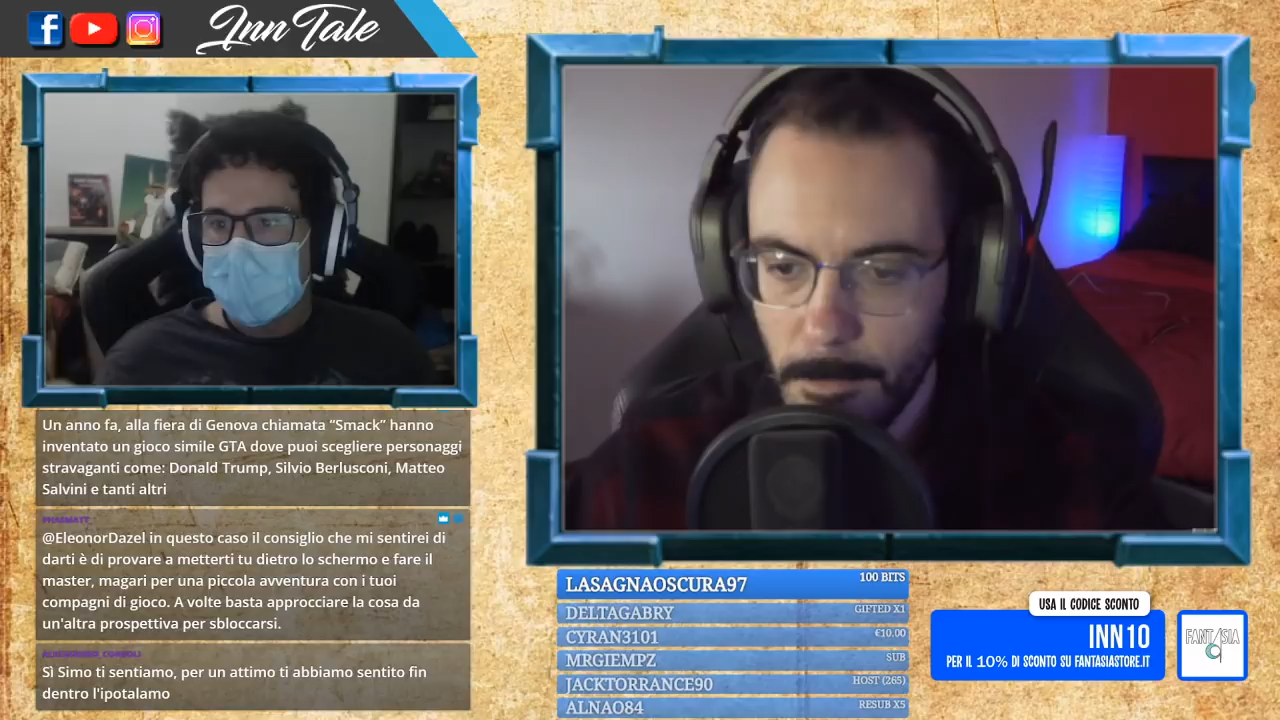 Inn Tale
Un anno fa, alla fiera di Genova chiamata “Smack” hanno
inventato un gioco simile GTA dove puoi scegliere personaggi
stravaganti come: Donald Trump, Silvio Berlusconi, Matteo
Salvini e tanti altri
@EleonorDazel in questo caso il consiglio che mi sentirei di
darti è di provare a metterti tu dietro lo schermo e fare il
master, magari per una piccola avventura con i tuoi
compagni di gioco. A volte basta approcciare la cosa da
un'altra prospettiva per sbloccarsi.
Sì Simo ti sentiamo, per un attimo ti abbiamo sentito fin
dentro l'ipotalamo
LASAGNAOSCURA97 100 BITS
DELTAGABRY GIFTED X1
CYRAN3101 €10.00
MRGIEMPZ SUB
JACKTORRANCE90 HOST (265)
ALNAO84 RESUB X5
USA IL CODICE SCONTO
INN10
PER IL 10% DI SCONTO SU FANTASIASTORE.IT
FANTASIA